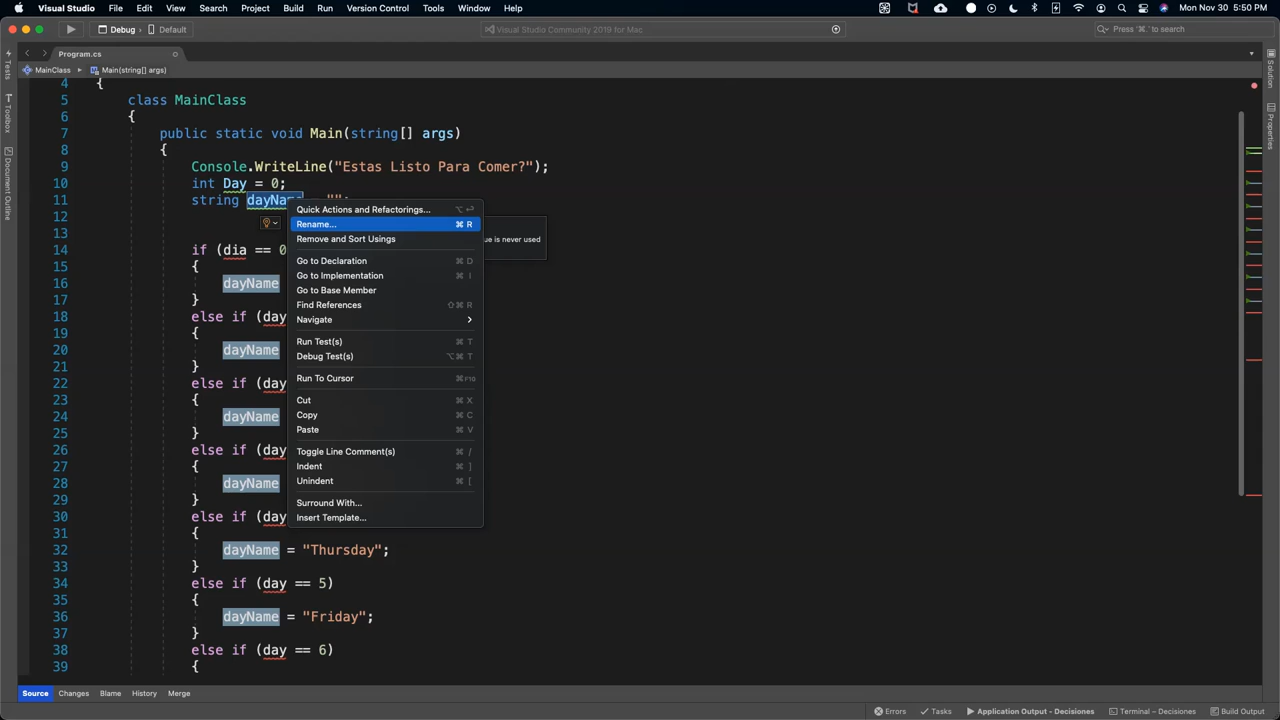 Visual Studio File Edit View Search Project Build Run Version Control Tools Window Help Mon Nov 30 5:50 PM
Debug Default Visual Studio Community 2019 for Mac Press '⌘.' to search
Program.cs
MainClass Main(string[] args)
Tests
Toolbox
Document Outline
Solution
Properties
4 {
5 class MainClass
6 {
7 public static void Main(string[] args)
8 {
9 Console.WriteLine("Estas Listo Para Comer?");
10 int Day = 0;
11 string dayNa = "";
12
13
14 if (dia == 0
15 {
16 dayName
17 }
18 else if (day
19 {
20 dayName
21 }
22 else if (day
23 {
24 dayName
25 }
26 else if (day
27 {
28 dayName
29 }
30 else if (day
31 {
32 dayName = "Thursday";
33 }
34 else if (day == 5)
35 {
36 dayName = "Friday";
37 }
38 else if (day == 6)
39 {
Quick Actions and Refactorings... ⌥⏎
Rename... ⌘ R
Remove and Sort Usings
Go to Declaration ⌘ D
Go to Implementation ⌘ I
Go to Base Member
Find References ⇧⌘ R
Navigate
Run Test(s) ⌘ T
Debug Test(s) ⌥⌘ T
Run To Cursor ⌘F10
Cut ⌘ X
Copy ⌘ C
Paste ⌘ V
Toggle Line Comment(s) ⌘ /
Indent ⌘ ]
Unindent ⌘ [
Surround With...
Insert Template...
ue is never used
Source Changes Blame History Merge
Errors Tasks Application Output – Decisiones Terminal – Decisiones Build Output